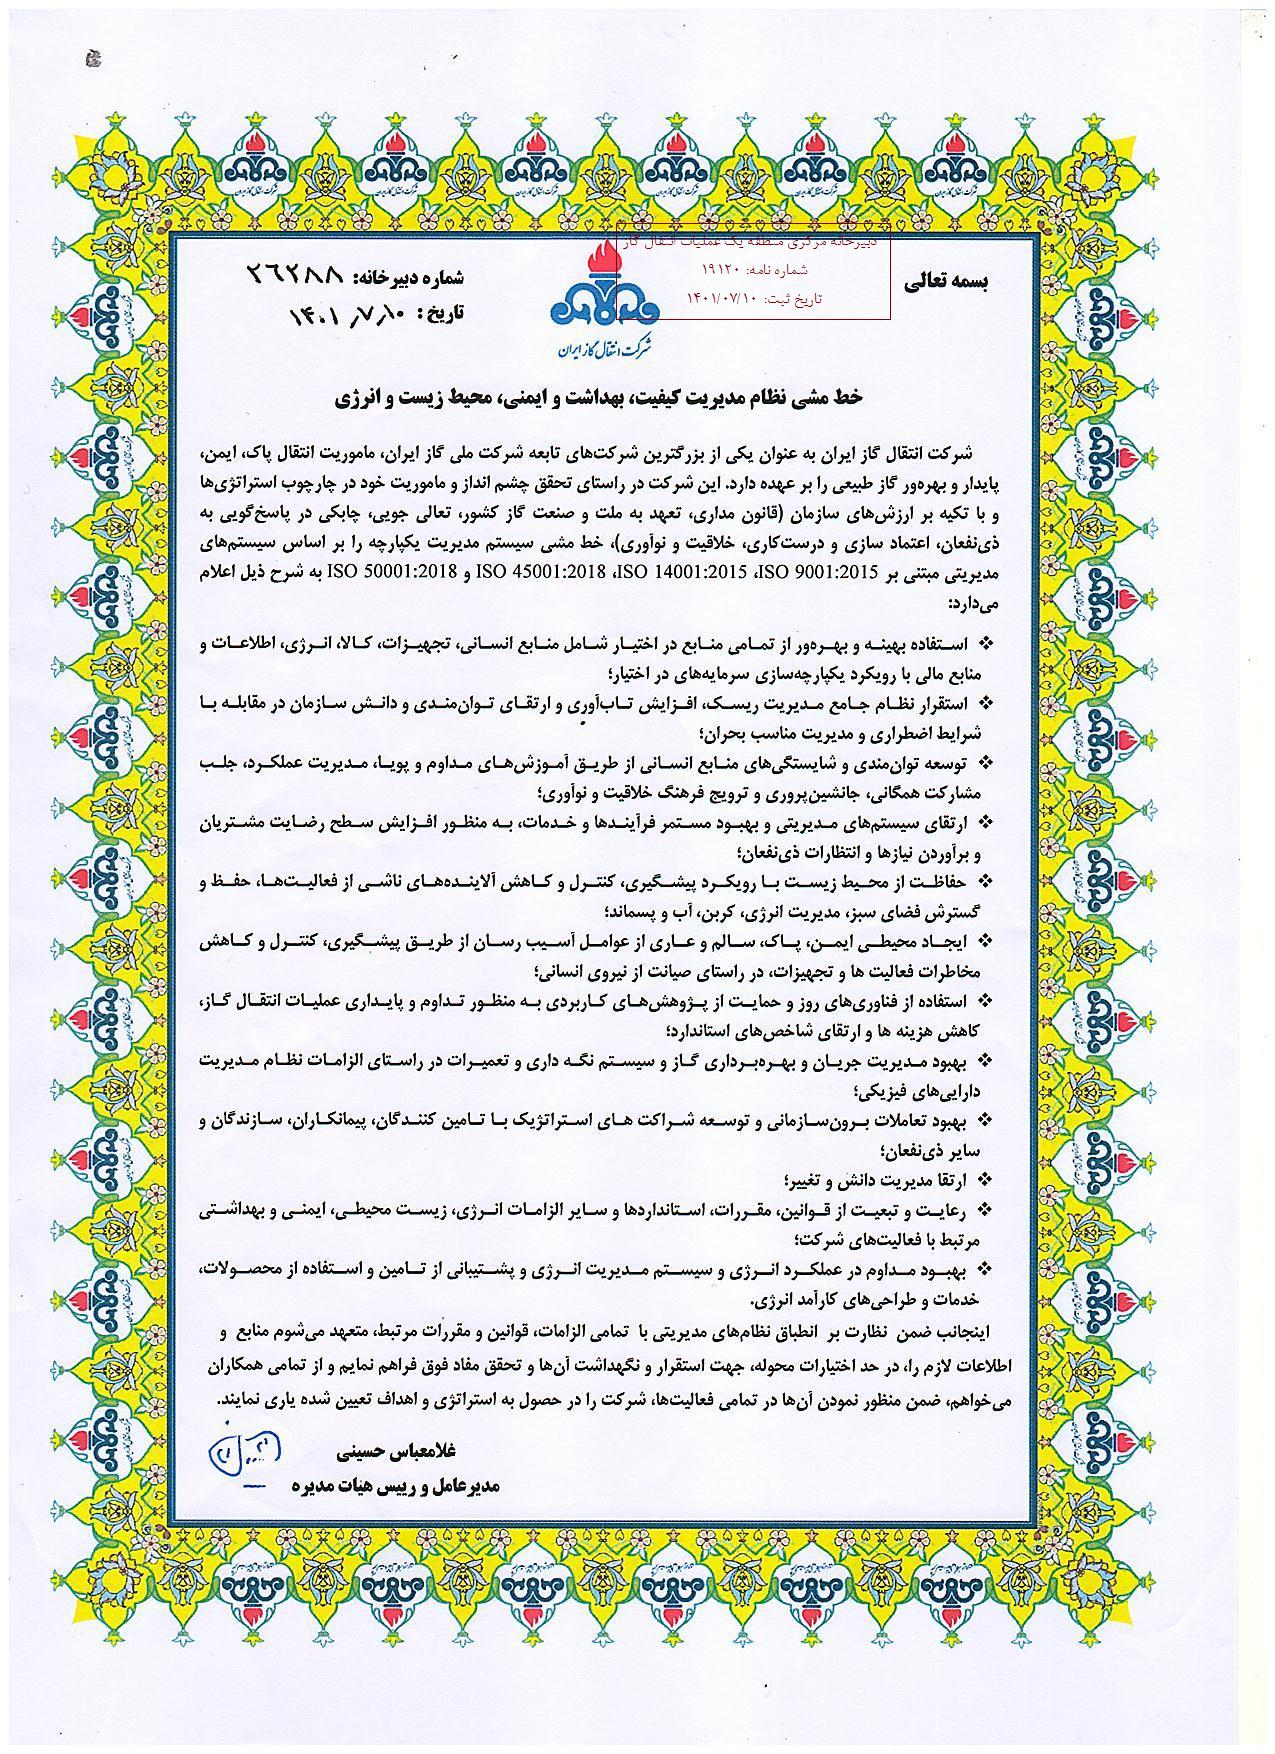 بسمه تعالی
دبیرخانه مرکزی منطقه یک عملیات انتقال گاز
شماره نامه: ۱۹۱۲۰
تاریخ ثبت: ۱۴۰۱/۰۷/۱۰
شرکت انتقال گاز ایران
شماره دبیرخانه: ۲۶۲۸۸
تاریخ: ۱۴۰۱/۷/۱۰
خط مشی نظام مدیریت کیفیت، بهداشت و ایمنی، محیط زیست و انرژی
شرکت انتقال گاز ایران به عنوان یکی از بزرگترین شرکت‌های تابعه شرکت ملی گاز ایران، ماموریت انتقال پاک، ایمن،
پایدار و بهره‌ور گاز طبیعی را بر عهده دارد. این شرکت در راستای تحقق چشم انداز و ماموریت خود در چارچوب استراتژی‌ها
و با تکیه بر ارزش‌های سازمان (قانون مداری، تعهد به ملت و صنعت گاز کشور، تعالی جویی، چابکی در پاسخ‌گویی به
ذی‌نفعان، اعتماد سازی و درست‌کاری، خلاقیت و نوآوری)، خط مشی سیستم مدیریت یکپارچه را بر اساس سیستم‌های
مدیریتی مبتنی بر ISO 9001:2015، ISO 14001:2015، ISO 45001:2018 و ISO 50001:2018 به شرح ذیل اعلام
می‌دارد:
❖ استفاده بهینه و بهره‌ور از تمامی منابع در اختیار شامل منابع انسانی، تجهیزات، کالا، انرژی، اطلاعات و
منابع مالی با رویکرد یکپارچه‌سازی سرمایه‌های در اختیار؛
❖ استقرار نظام جامع مدیریت ریسک، افزایش تاب‌آوری و ارتقای توان‌مندی و دانش سازمان در مقابله با
شرایط اضطراری و مدیریت مناسب بحران؛
❖ توسعه توان‌مندی و شایستگی‌های منابع انسانی از طریق آموزش‌های مداوم و پویا، مدیریت عملکرد، جلب
مشارکت همگانی، جانشین‌پروری و ترویج فرهنگ خلاقیت و نوآوری؛
❖ ارتقای سیستم‌های مدیریتی و بهبود مستمر فرآیندها و خدمات، به منظور افزایش سطح رضایت مشتریان
و برآوردن نیازها و انتظارات ذی‌نفعان؛
❖ حفاظت از محیط زیست با رویکرد پیشگیری، کنترل و کاهش آلاینده‌های ناشی از فعالیت‌ها، حفظ و
گسترش فضای سبز، مدیریت انرژی، کربن، آب و پسماند؛
❖ ایجاد محیطی ایمن، پاک، سالم و عاری از عوامل آسیب رسان از طریق پیشگیری، کنترل و کاهش
مخاطرات فعالیت ها و تجهیزات، در راستای صیانت از نیروی انسانی؛
❖ استفاده از فناوری‌های روز و حمایت از پژوهش‌های کاربردی به منظور تداوم و پایداری عملیات انتقال گاز،
کاهش هزینه ها و ارتقای شاخص‌های استاندارد؛
❖ بهبود مدیریت جریان و بهره‌برداری گاز و سیستم نگه داری و تعمیرات در راستای الزامات نظام مدیریت
دارایی‌های فیزیکی؛
❖ بهبود تعاملات برون‌سازمانی و توسعه شراکت های استراتژیک با تامین کنندگان، پیمانکاران، سازندگان و
سایر ذی‌نفعان؛
❖ ارتقا مدیریت دانش و تغییر؛
❖ رعایت و تبعیت از قوانین، مقررات، استانداردها و سایر الزامات انرژی، زیست محیطی، ایمنی و بهداشتی
مرتبط با فعالیت‌های شرکت؛
❖ بهبود مداوم در عملکرد انرژی و سیستم مدیریت انرژی و پشتیبانی از تامین و استفاده از محصولات،
خدمات و طراحی‌های کارآمد انرژی.
اینجانب ضمن نظارت بر انطباق نظام‌های مدیریتی با تمامی الزامات، قوانین و مقررات مرتبط، متعهد می‌شوم منابع و
اطلاعات لازم را، در حد اختیارات محوله، جهت استقرار و نگهداشت آن‌ها و تحقق مفاد فوق فراهم نمایم و از تمامی همکاران
می‌خواهم، ضمن منظور نمودن آن‌ها در تمامی فعالیت‌ها، شرکت را در حصول به استراتژی و اهداف تعیین شده یاری نمایند.
غلامعباس حسینی
مدیرعامل و رییس هیات مدیره